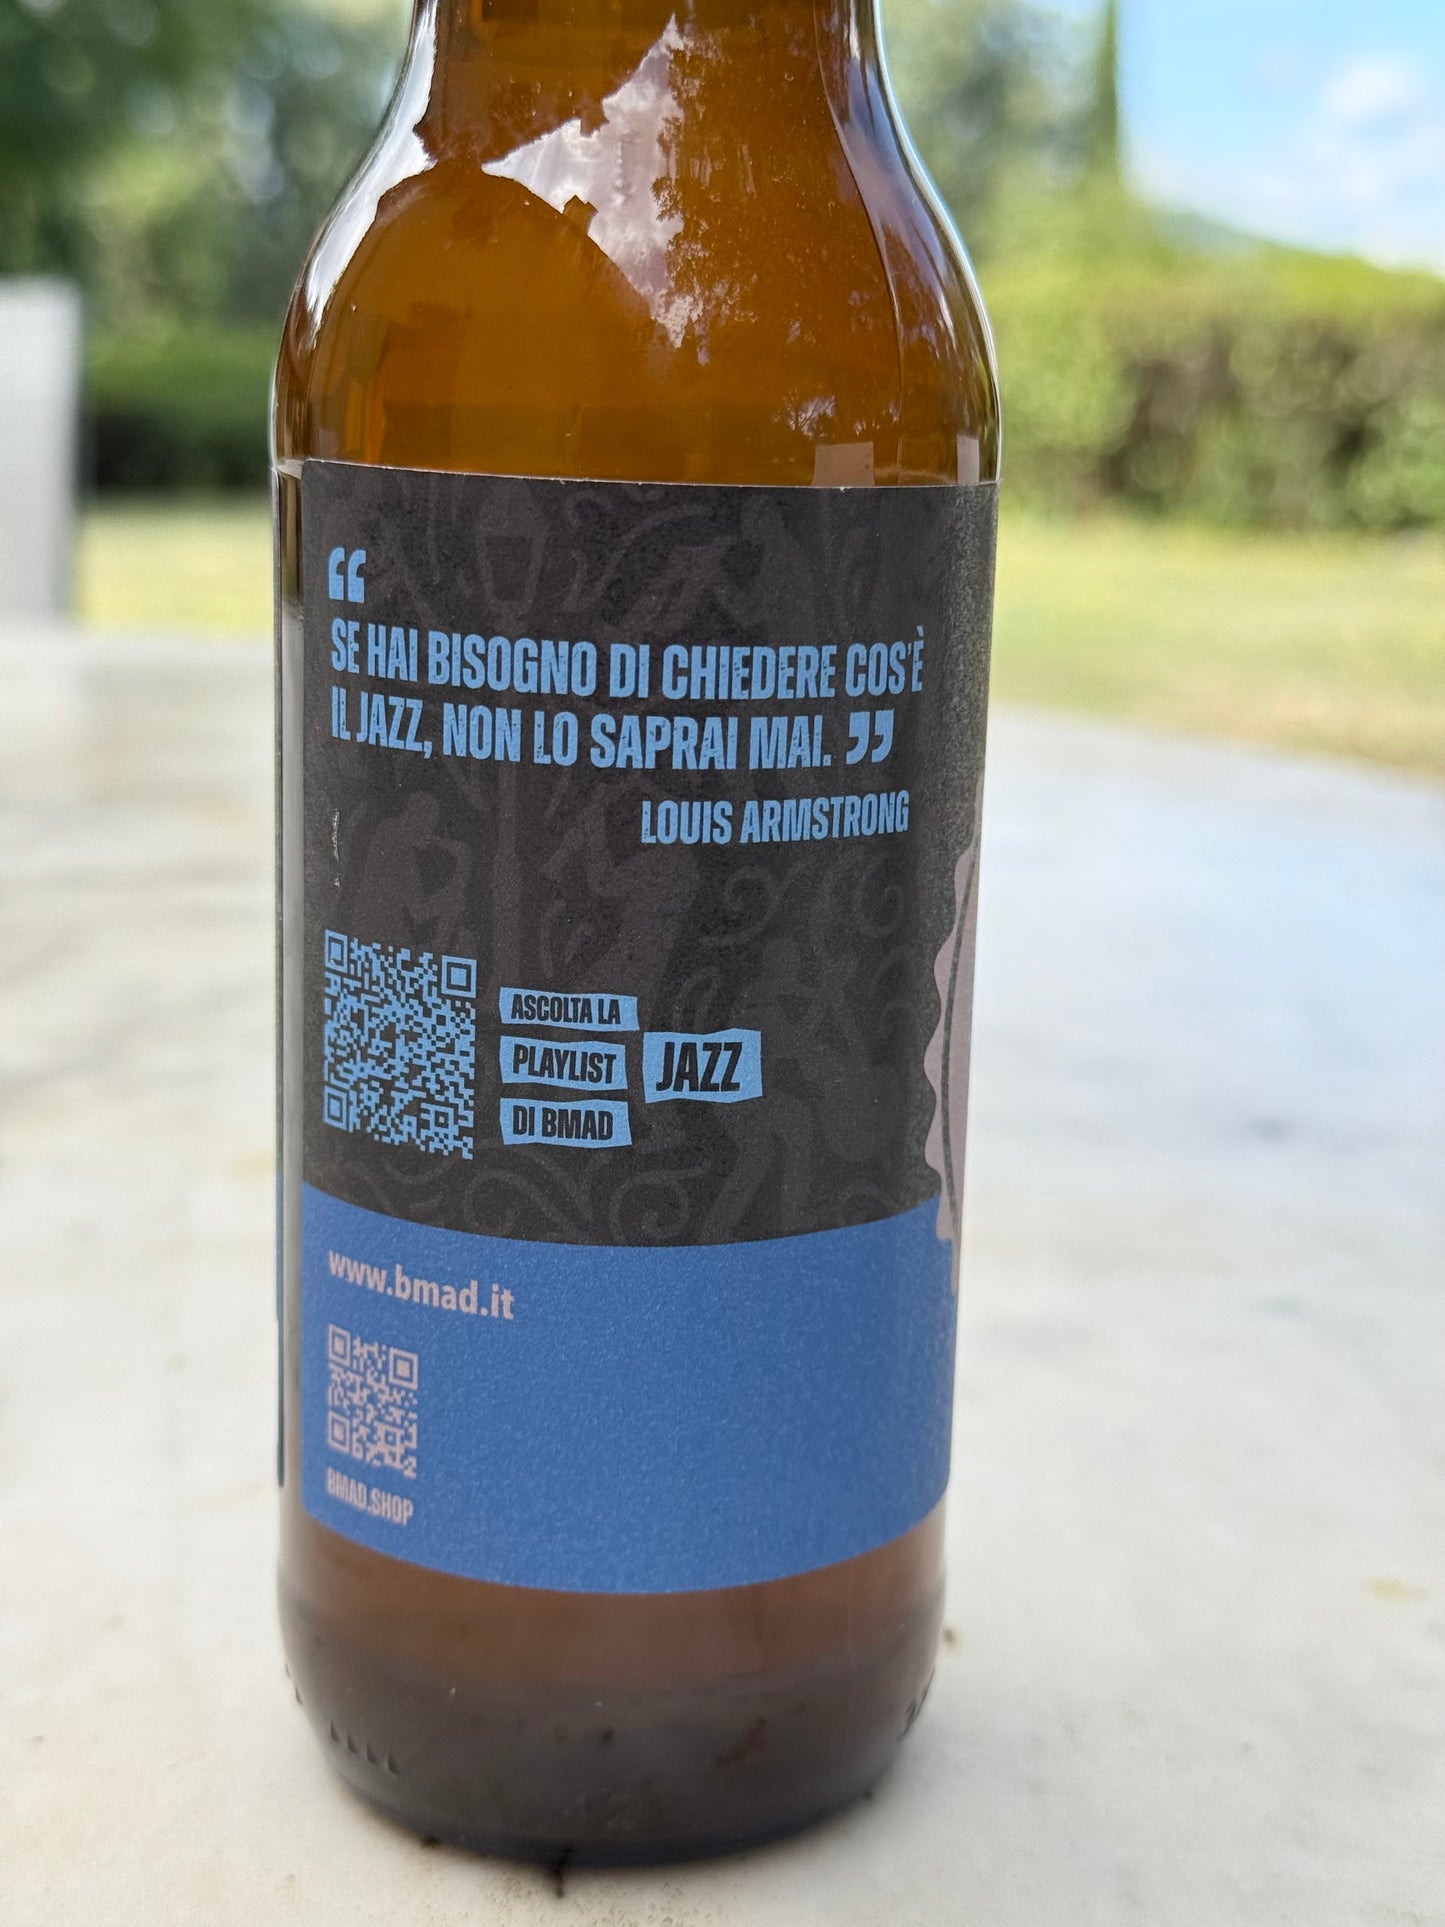 “
SE HAI BISOGNO DI CHIEDERE COS'È
IL JAZZ, NON LO SAPRAI MAI. ”
LOUIS ARMSTRONG
ASCOLTA LA
PLAYLIST
DI BMAD
JAZZ
www.bmad.it
BMAD.SHOP